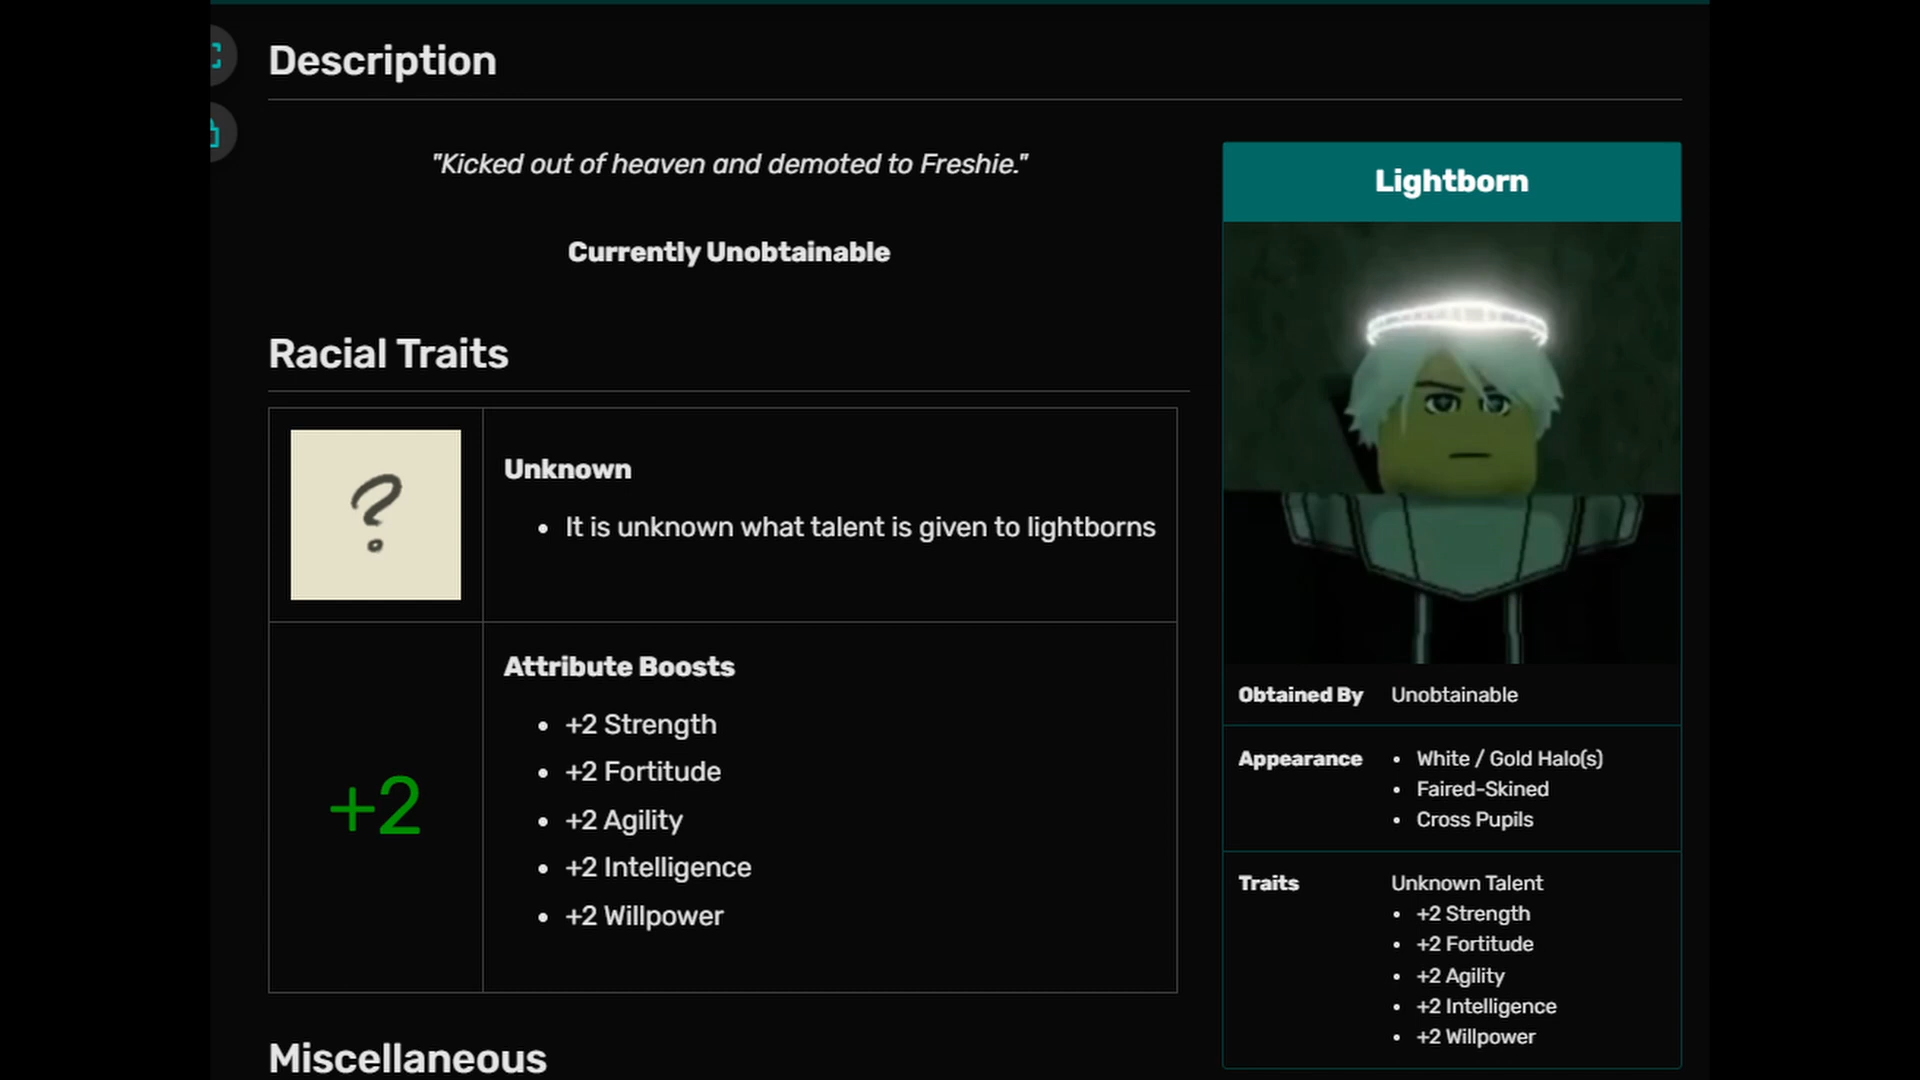 Description
"Kicked out of heaven and demoted to Freshie."
Currently Unobtainable
Racial Traits
?
Unknown
It is unknown what talent is given to lightborns
+2
Attribute Boosts
+2 Strength
+2 Fortitude
+2 Agility
+2 Intelligence
+2 Willpower
Miscellaneous
Lightborn
Obtained By Unobtainable
Appearance
White / Gold Halo(s)
Faired-Skined
Cross Pupils
Traits
Unknown Talent
+2 Strength
+2 Fortitude
+2 Agility
+2 Intelligence
+2 Willpower